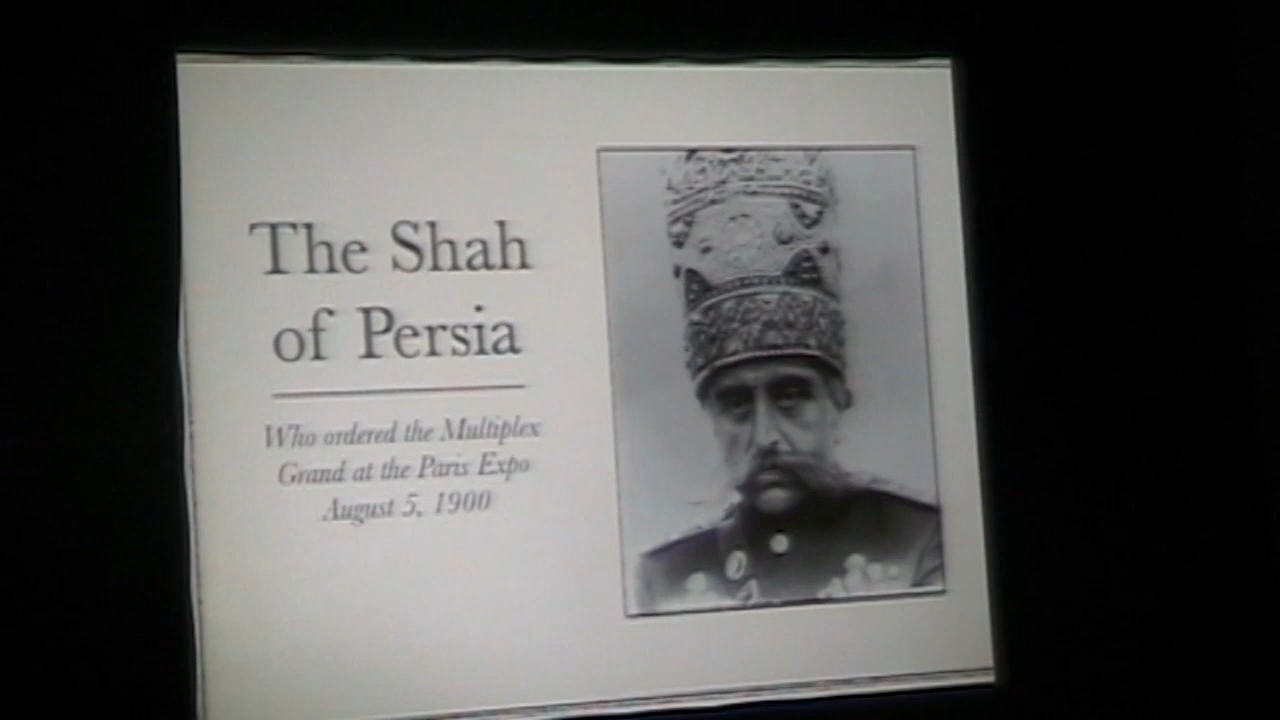 The Shah
of Persia
Who ordered the Multiplex
Grand at the Paris Expo
August 5, 1900